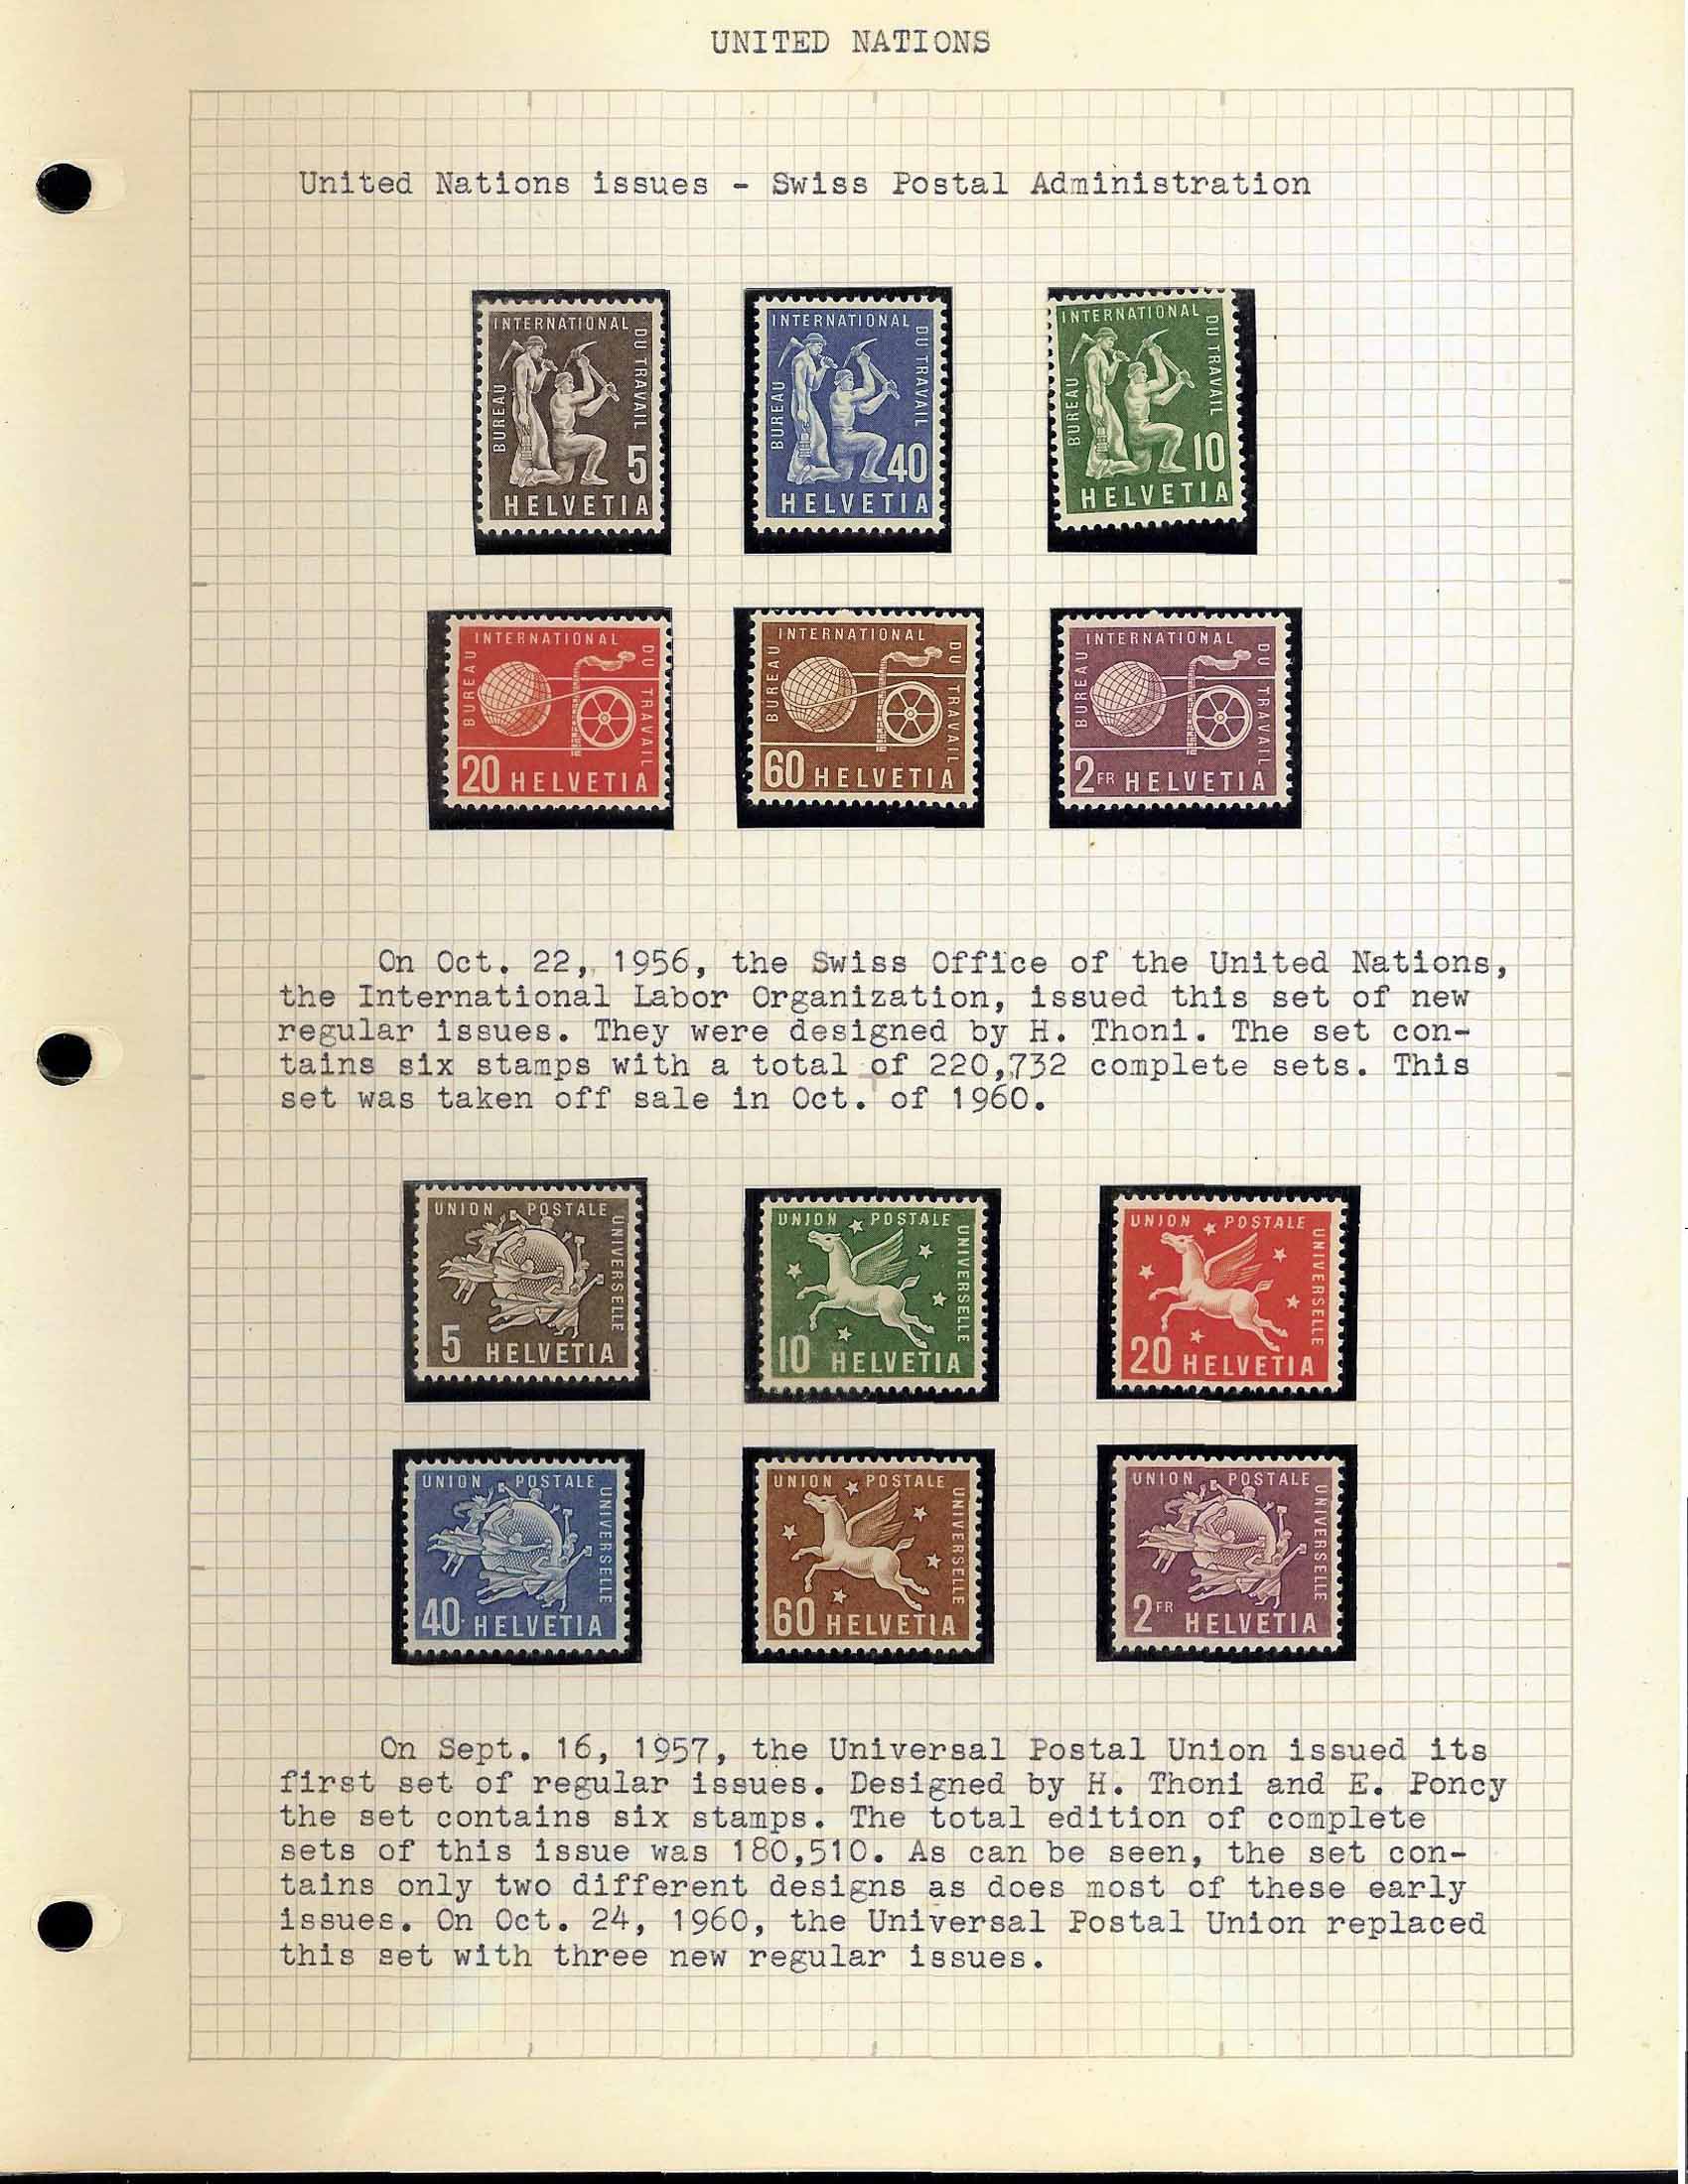 UNITED NATIONS
United Nations issues - Swiss Postal Administration
BUREAU INTERNATIONAL DU TRAVAIL
5
HELVETIA
BUREAU INTERNATIONAL DU TRAVAIL
40
HELVETIA
BUREAU INTERNATIONAL DU TRAVAIL
10
HELVETIA
BUREAU INTERNATIONAL DU TRAVAIL
20 HELVETIA
BUREAU INTERNATIONAL DU TRAVAIL
60 HELVETIA
BUREAU INTERNATIONAL DU TRAVAIL
2 FR HELVETIA
On Oct. 22, 1956, the Swiss Office of the United Nations,
the International Labor Organization, issued this set of new
regular issues. They were designed by H. Thoni. The set con-
tains six stamps with a total of 220,732 complete sets. This
set was taken off sale in Oct. of 1960.
UNION POSTALE UNIVERSELLE
5 HELVETIA
UNION POSTALE UNIVERSELLE
10 HELVETIA
UNION POSTALE UNIVERSELLE
20 HELVETIA
UNION POSTALE UNIVERSELLE
40 HELVETIA
UNION POSTALE UNIVERSELLE
60 HELVETIA
UNION POSTALE UNIVERSELLE
2 FR HELVETIA
On Sept. 16, 1957, the Universal Postal Union issued its
first set of regular issues. Designed by H. Thoni and E. Poncy
the set contains six stamps. The total edition of complete
sets of this issue was 180,510. As can be seen, the set con-
tains only two different designs as does most of these early
issues. On Oct. 24, 1960, the Universal Postal Union replaced
this set with three new regular issues.